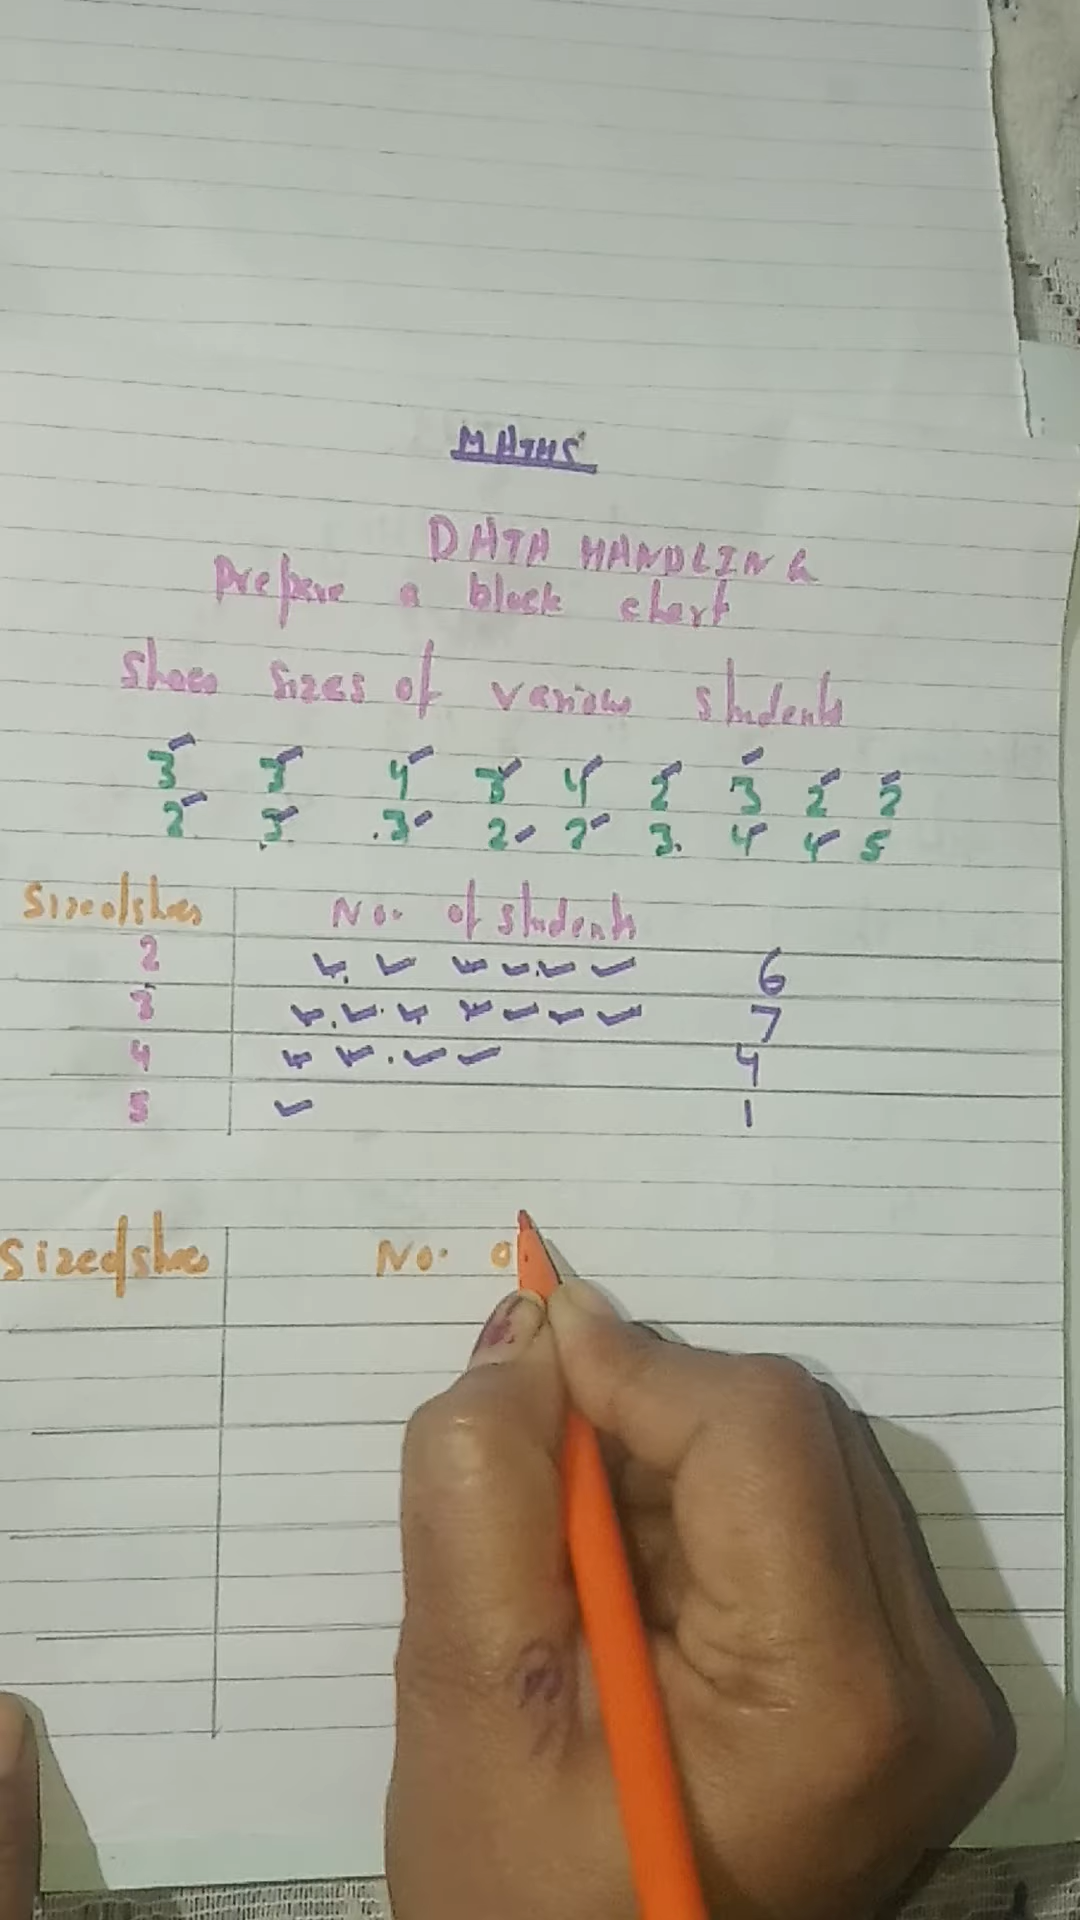 MATHS
DATA HANDLING
Prepare a block chart
Shoes sizes of various students
3 3 4 3 4 2 3 2 2
2 3 3 2 2 3 4 4 5
Size of shoes No. of students
2 6
3 7
4 4
5 1
Size of shoes No. o